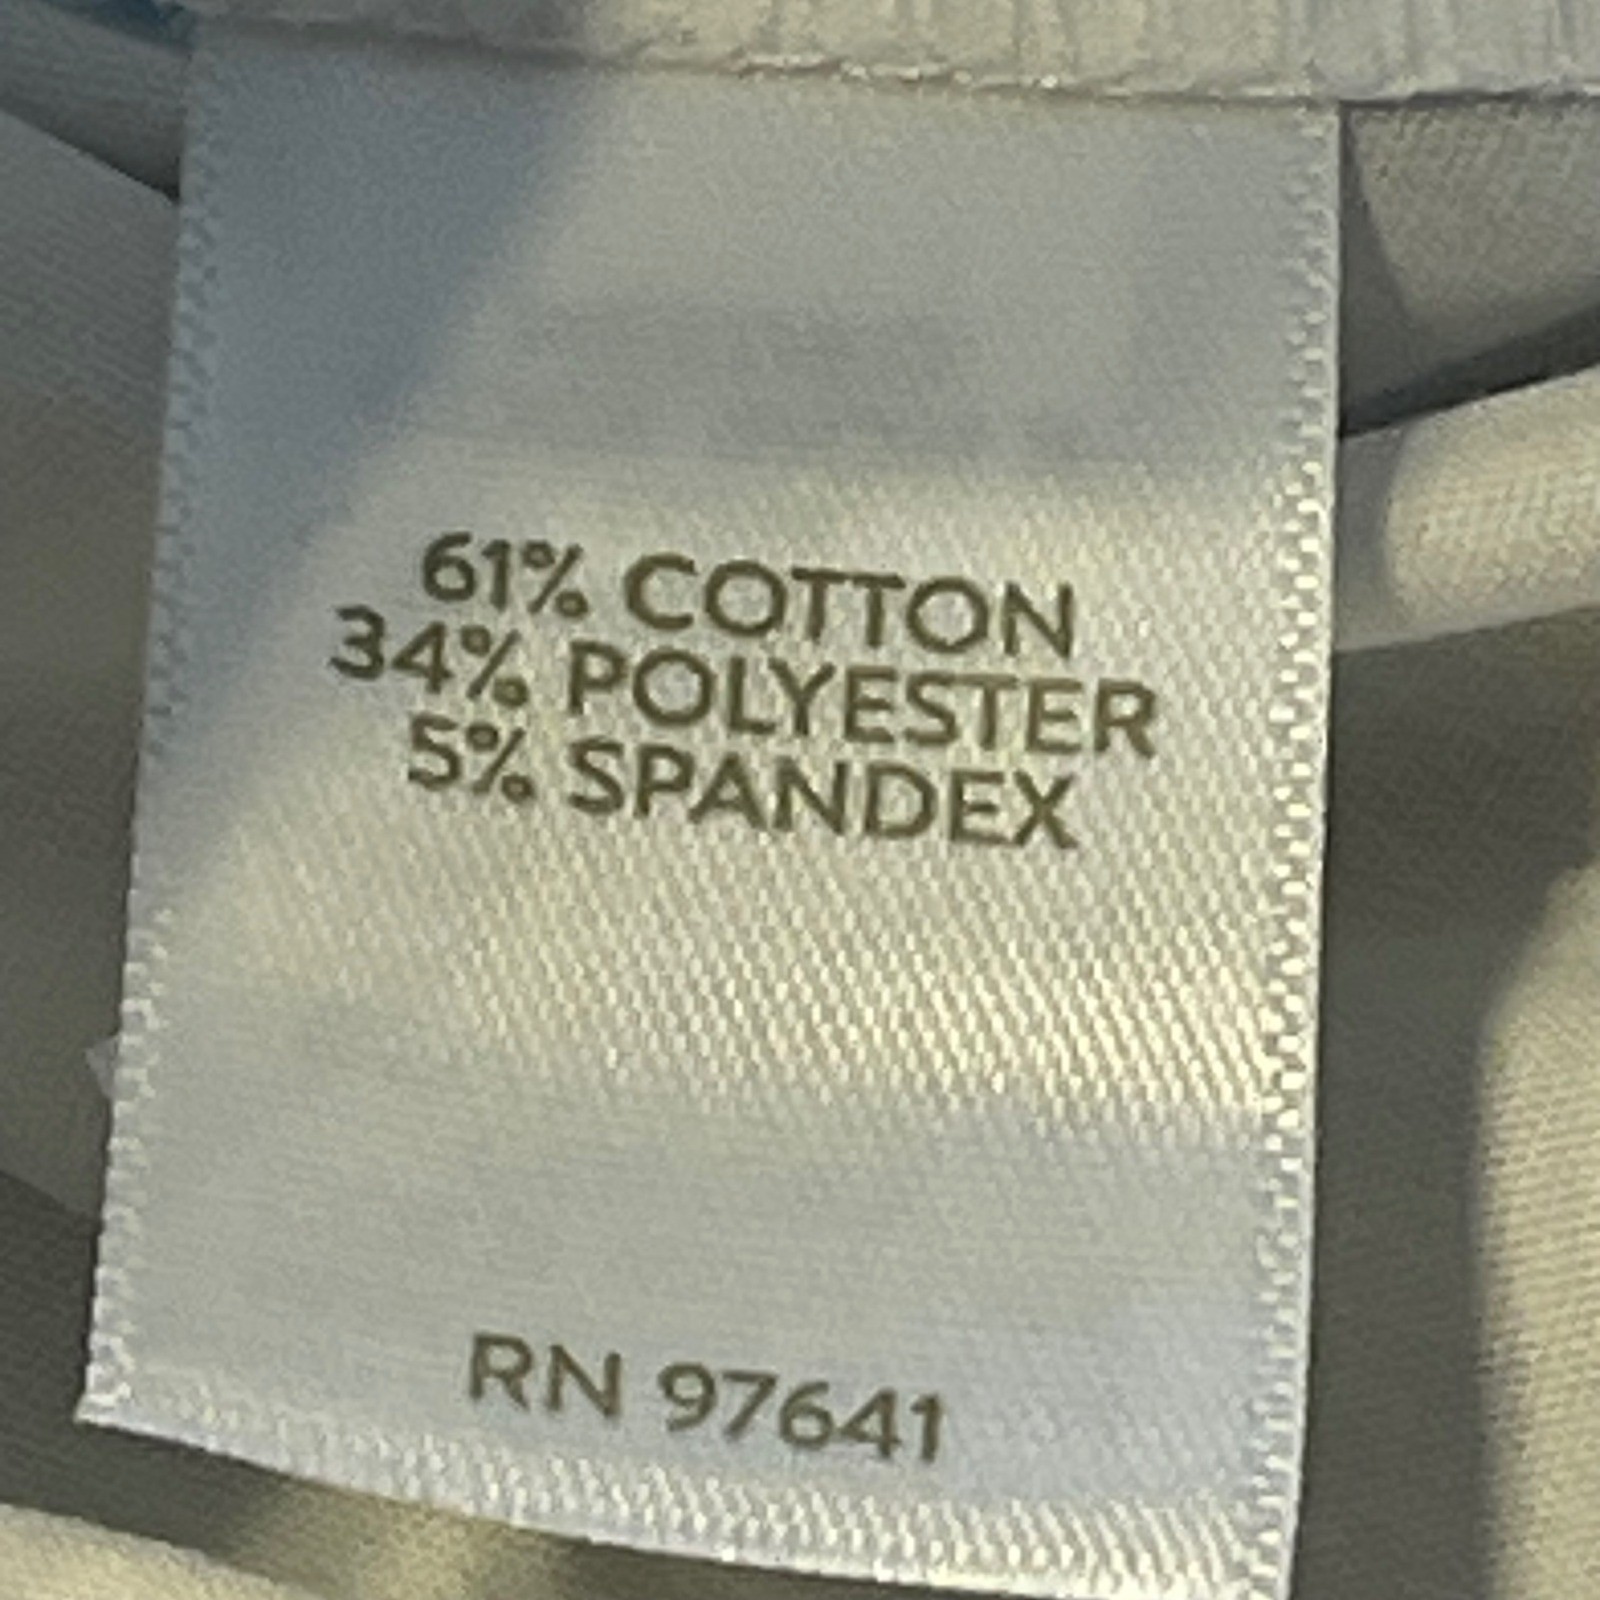 61% COTTON
34% POLYESTER
5% SPANDEX
RN 97641